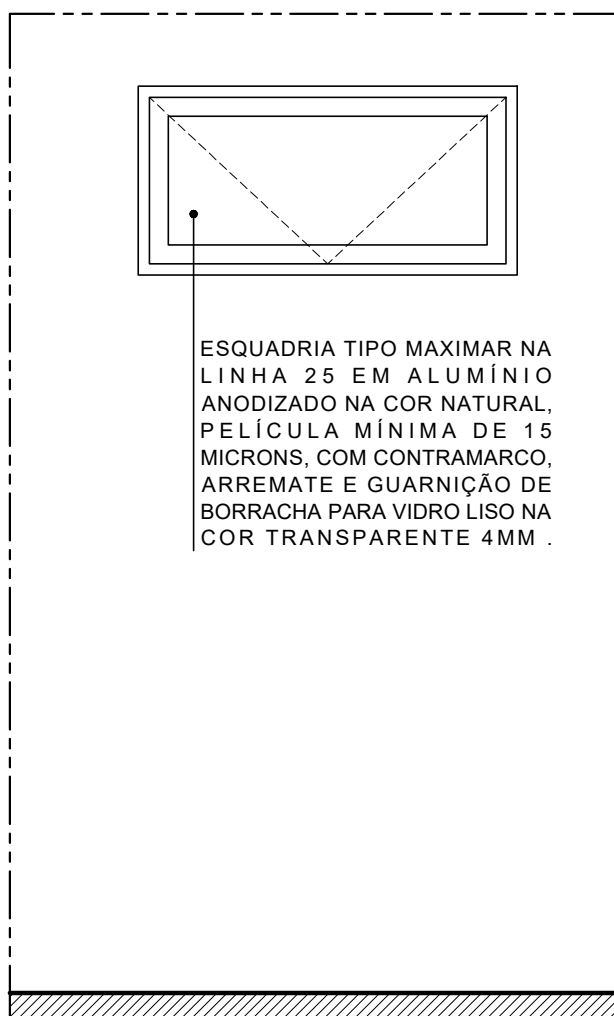 ESQUADRIA TIPO MAXIMAR NA
LINHA 25 EM ALUMÍNIO
ANODIZADO NA COR NATURAL,
PELÍCULA MÍNIMA DE 15
MICRONS, COM CONTRAMARCO,
ARREMATE E GUARNIÇÃO DE
BORRACHA PARA VIDRO LISO NA
COR TRANSPARENTE 4MM .